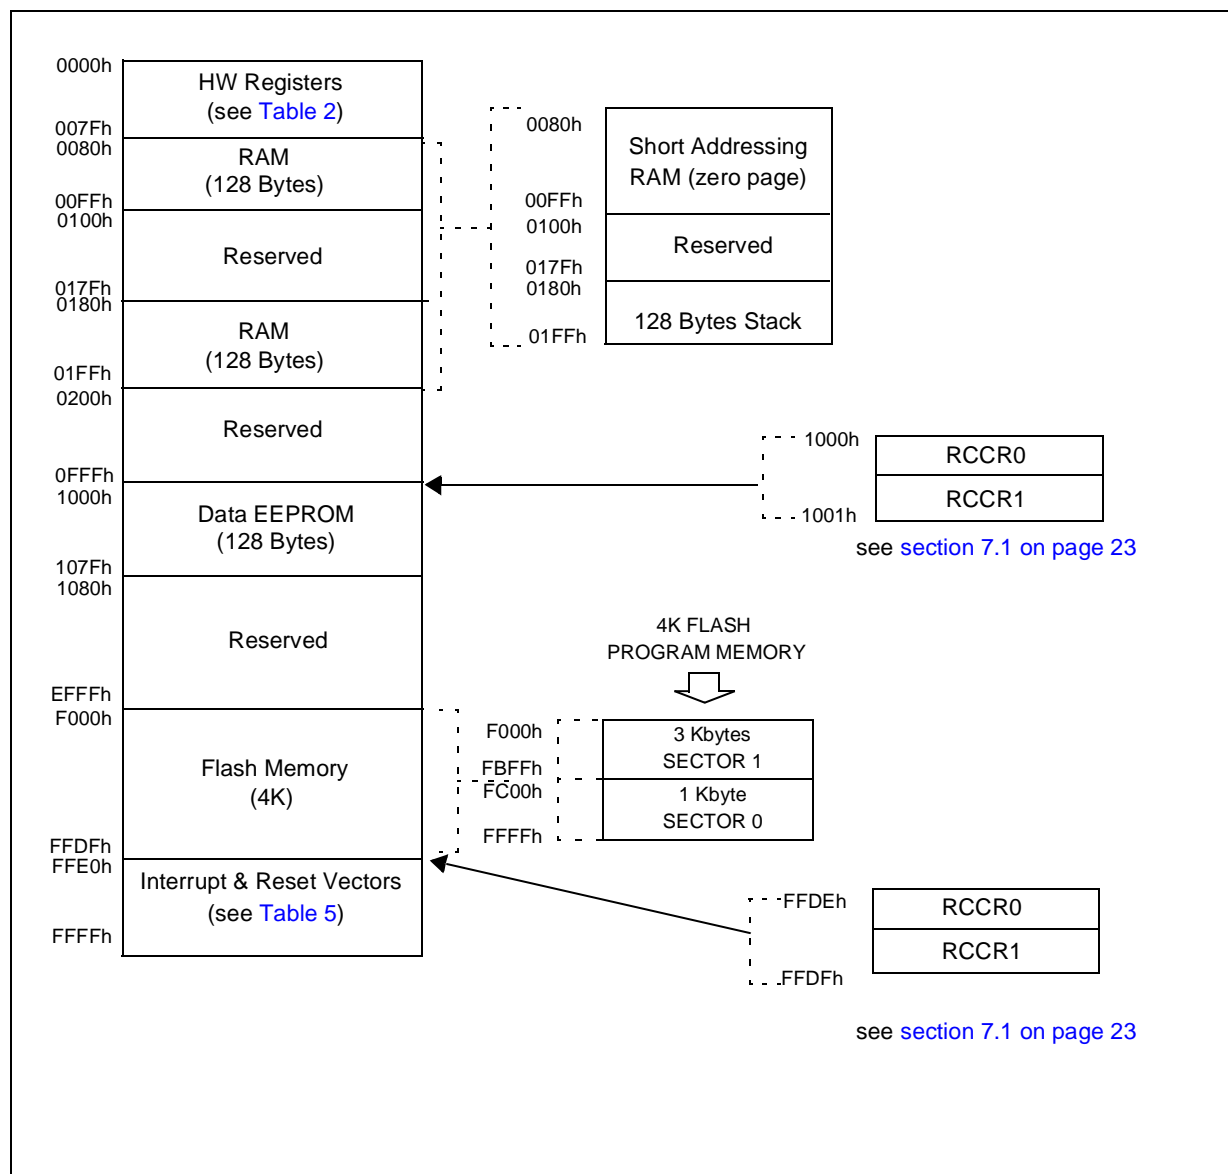 0000h
HW Registers
(see Table 2)
007Fh
0080h
RAM
(128 Bytes)
00FFh
0100h
Reserved
017Fh
0180h
RAM
(128 Bytes)
01FFh
0200h
Reserved
0FFFh
1000h
Data EEPROM
(128 Bytes)
107Fh
1080h
Reserved
EFFFh
F000h
Flash Memory
(4K)
FFDFh
FFE0h
Interrupt & Reset Vectors
(see Table 5)
FFFFh
0080h
Short Addressing
RAM (zero page)
00FFh
0100h
Reserved
017Fh
0180h
128 Bytes Stack
01FFh
1000h
RCCR0
RCCR1
1001h
see section 7.1 on page 23
4K FLASH
PROGRAM MEMORY
F000h
3 Kbytes
SECTOR 1
FBFFh
FC00h
1 Kbyte
SECTOR 0
FFFFh
FFDEh
RCCR0
RCCR1
FFDFh
see section 7.1 on page 23